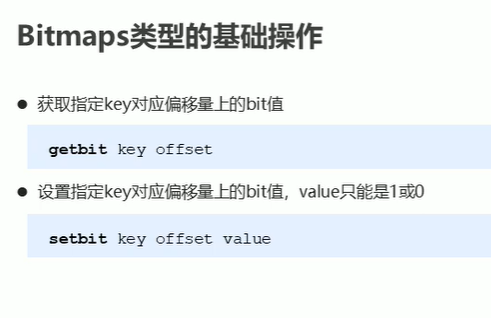 Bitmaps类型的基础操作
● 获取指定key对应偏移量上的bit值
getbit key offset
● 设置指定key对应偏移量上的bit值，value只能是1或0
setbit key offset value